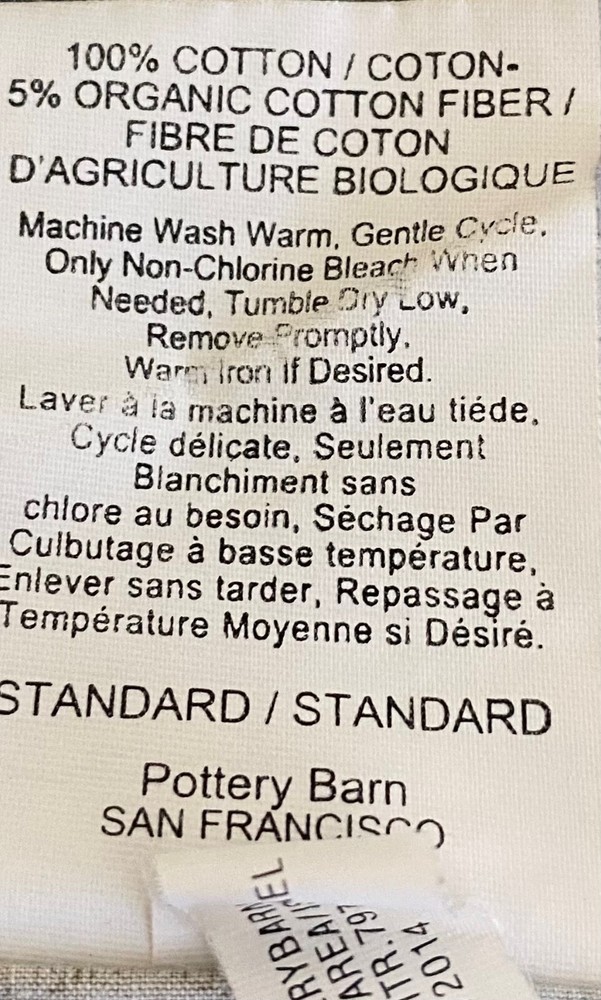 100% COTTON / COTON-
5% ORGANIC COTTON FIBER /
FIBRE DE COTON
D'AGRICULTURE BIOLOGIQUE
Machine Wash Warm, Gentle Cycle,
Only Non-Chlorine Bleach When
Needed, Tumble Dry Low,
Remove Promptly,
Warm Iron If Desired.
Laver à la machine à l'eau tiéde,
Cycle délicate, Seulement
Blanchiment sans
chlore au besoin, Séchage Par
Culbutage à basse température,
Enlever sans tarder, Repassage à
Température Moyenne si Désiré.
STANDARD / STANDARD
Pottery Barn
SAN FRANCISCO
2014